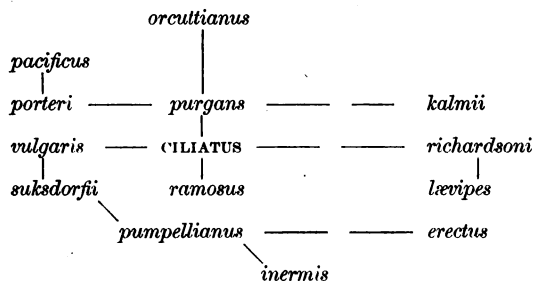 orcuttianus
pacificus
porteri purgans kalmii
vulgaris CILIATUS richardsoni
suksdorfii ramosus lævipes
pumpellianus erectus
inermis